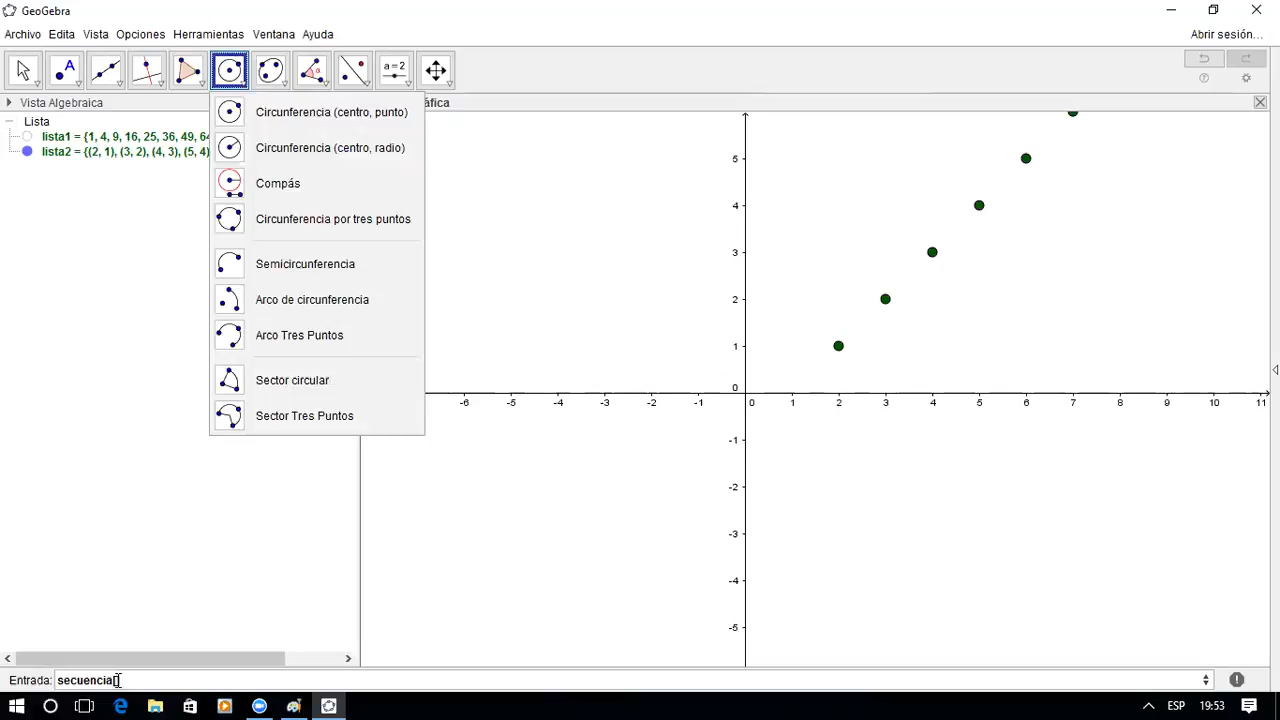 GeoGebra
Archivo Edita Vista Opciones Herramientas Ventana Ayuda
Abrir sesión...
a = 2
Vista Algebraica
Lista
lista1 = {1, 4, 9, 16, 25, 36, 49, 64
lista2 = {(2, 1), (3, 2), (4, 3), (5, 4)
Circunferencia (centro, punto)
Circunferencia (centro, radio)
Compás
Circunferencia por tres puntos
Semicircunferencia
Arco de circunferencia
Arco Tres Puntos
Sector circular
Sector Tres Puntos
áfica
5
4
3
2
1
0
-6 -5 -4 -3 -2 -1 0 1 2 3 4 5 6 7 8 9 10 11
-1
-2
-3
-4
-5
Entrada: secuencia[]
ESP 19:53